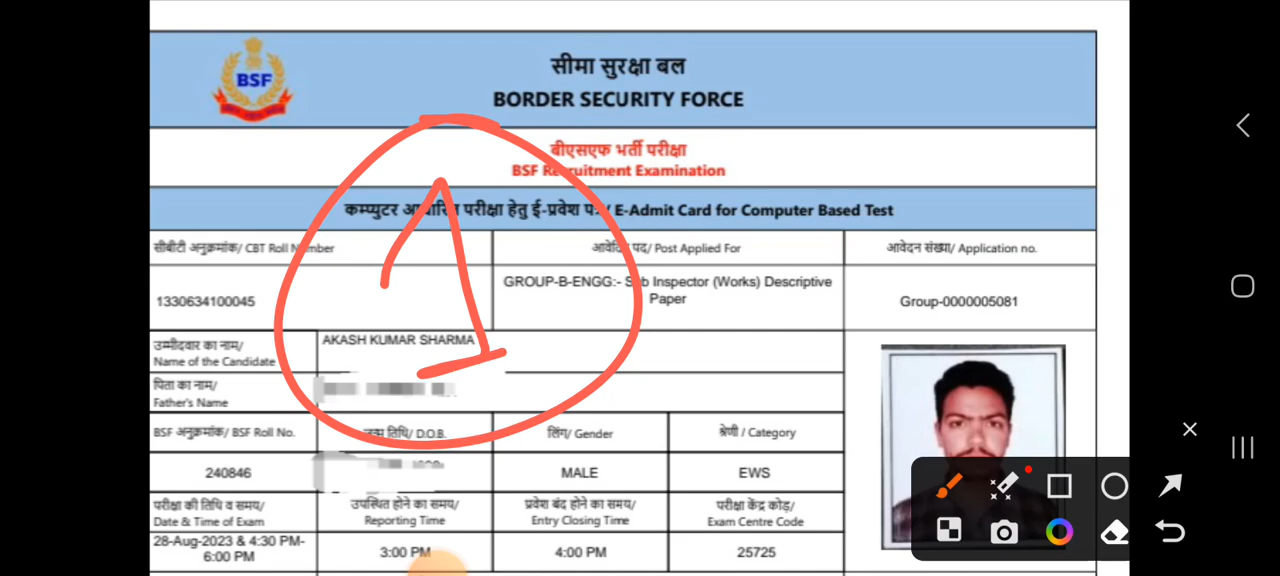 BSF
सीमा सुरक्षा बल
BORDER SECURITY FORCE
बीएसएफ भर्ती परीक्षा
BSF Recruitment Examination
कम्प्युटर आधारित परीक्षा हेतु ई-प्रवेश पत्र/ E-Admit Card for Computer Based Test
सीबीटी अनुक्रमांक/ CBT Roll Number
आवेदित पद/ Post Applied For
आवेदन संख्या/ Application no.
1330634100045
GROUP-B-ENGG:- Sub Inspector (Works) Descriptive
Paper
Group-0000005081
उम्मीदवार का नाम/
Name of the Candidate
AKASH KUMAR SHARMA
पिता का नाम/
Father's Name
BSF अनुक्रमांक/ BSF Roll No.
जन्म तिथि/ D.O.B.
लिंग/ Gender
श्रेणी / Category
240846
MALE
EWS
परीक्षा की तिथि व समय/
Date & Time of Exam
उपस्थित होने का समय/
Reporting Time
प्रवेश बंद होने का समय/
Entry Closing Time
परीक्षा केंद्र कोड़/
Exam Centre Code
28-Aug-2023 & 4:30 PM-
6:00 PM
3:00 PM
4:00 PM
25725
1